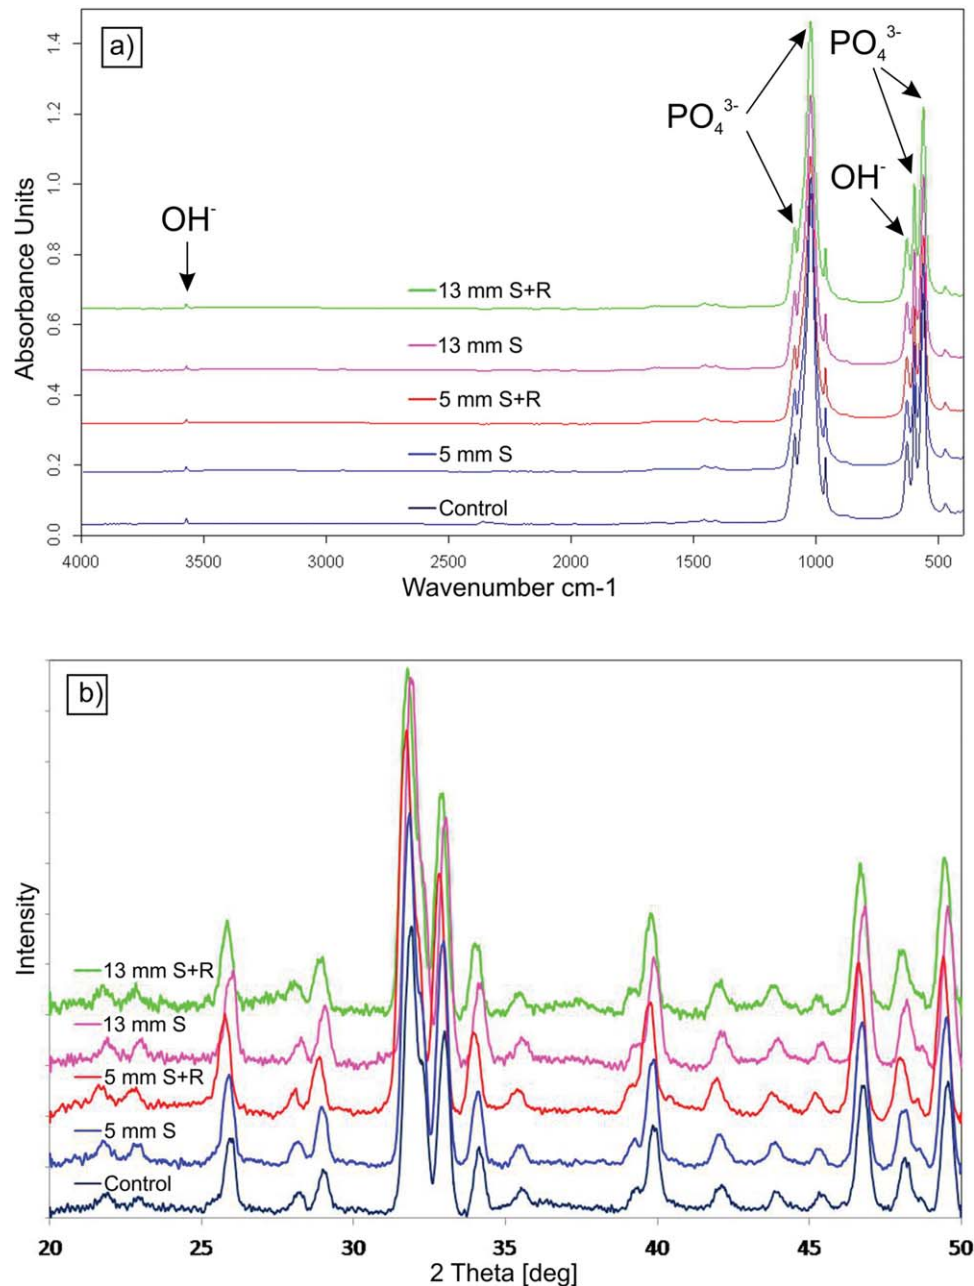 a)
1.4
1.2
1.0
0.8
0.6
0.4
0.2
0.0
Absorbance Units
PO₄³⁻
PO₄³⁻
OH⁻
OH⁻
13 mm S+R
13 mm S
5 mm S+R
5 mm S
Control
4000 3500 3000 2500 2000 1500 1000 500
Wavenumber cm-1
b)
Intensity
13 mm S+R
13 mm S
5 mm S+R
5 mm S
Control
20 25 30 35 40 45 50
2 Theta [deg]